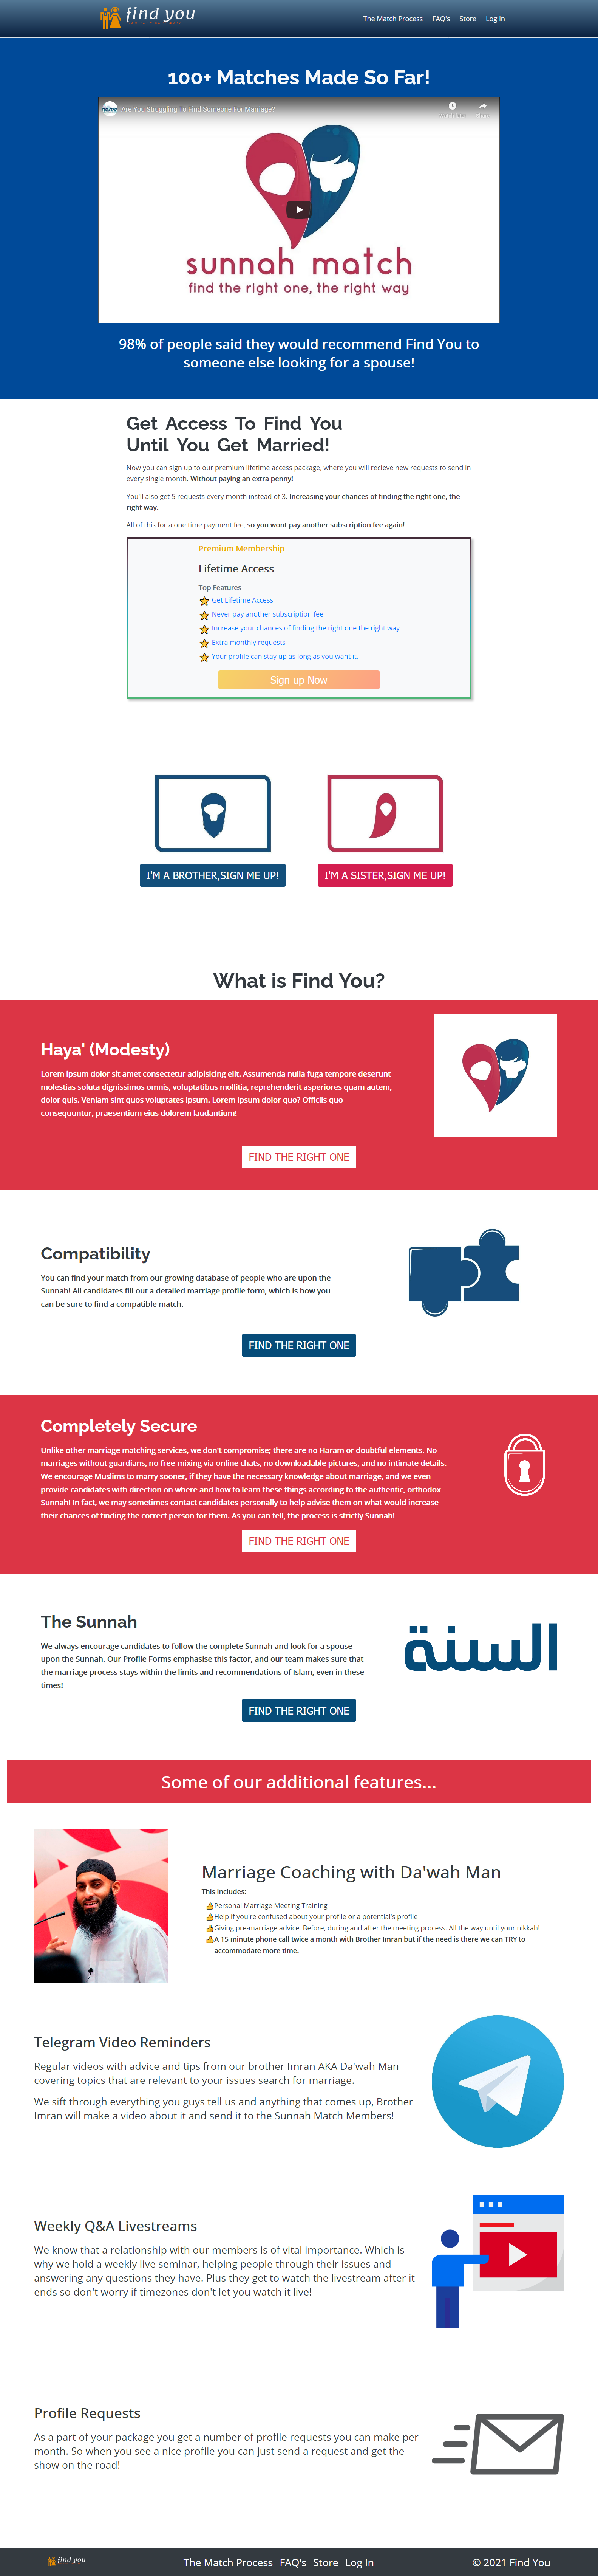 find you
The Match Process FAQ's Store Log In
100+ Matches Made So Far!
Are You Struggling To Find Someone For Marriage?
sunnah match
find the right one, the right way
98% of people said they would recommend Find You to
someone else looking for a spouse!
Get Access To Find You
Until You Get Married!
Now you can sign up to our premium lifetime access package, where you will recieve new requests to send in
every single month. Without paying an extra penny!
You'll also get 5 requests every month instead of 3. Increasing your chances of finding the right one, the
right way.
All of this for a one time payment fee, so you wont pay another subscription fee again!
Premium Membership
Lifetime Access
Top Features
Get Lifetime Access
Never pay another subscription fee
Increase your chances of finding the right one the right way
Extra monthly requests
Your profile can stay up as long as you want it.
Sign up Now
I'M A BROTHER,SIGN ME UP!
I'M A SISTER,SIGN ME UP!
What is Find You?
Haya' (Modesty)
Lorem ipsum dolor sit amet consectetur adipisicing elit. Assumenda nulla fuga tempore deserunt
molestias soluta dignissimos omnis, voluptatibus mollitia, reprehenderit asperiores quam autem,
dolor quis. Veniam sint quos voluptates ipsum. Lorem ipsum dolor quo? Officiis quo
consequuntur, praesentium eius dolorem laudantium!
FIND THE RIGHT ONE
Compatibility
You can find your match from our growing database of people who are upon the
Sunnah! All candidates fill out a detailed marriage profile form, which is how you
can be sure to find a compatible match.
FIND THE RIGHT ONE
Completely Secure
Unlike other marriage matching services, we don't compromise; there are no Haram or doubtful elements. No
marriages without guardians, no free-mixing via online chats, no downloadable pictures, and no intimate details.
We encourage Muslims to marry sooner, if they have the necessary knowledge about marriage, and we even
provide candidates with direction on where and how to learn these things according to the authentic, orthodox
Sunnah! In fact, we may sometimes contact candidates personally to help advise them on what would increase
their chances of finding the correct person for them. As you can tell, the process is strictly Sunnah!
FIND THE RIGHT ONE
The Sunnah
We always encourage candidates to follow the complete Sunnah and look for a spouse
upon the Sunnah. Our Profile Forms emphasise this factor, and our team makes sure that
the marriage process stays within the limits and recommendations of Islam, even in these
times!
السنة
FIND THE RIGHT ONE
Some of our additional features...
Marriage Coaching with Da'wah Man
This Includes:
Personal Marriage Meeting Training
Help if you're confused about your profile or a potential's profile
Giving pre-marriage advice. Before, during and after the meeting process. All the way until your nikkah!
A 15 minute phone call twice a month with Brother Imran but if the need is there we can TRY to
accommodate more time.
Telegram Video Reminders
Regular videos with advice and tips from our brother Imran AKA Da'wah Man
covering topics that are relevant to your issues search for marriage.
We sift through everything you guys tell us and anything that comes up, Brother
Imran will make a video about it and send it to the Sunnah Match Members!
Weekly Q&A Livestreams
We know that a relationship with our members is of vital importance. Which is
why we hold a weekly live seminar, helping people through their issues and
answering any questions they have. Plus they get to watch the livestream after it
ends so don't worry if timezones don't let you watch it live!
Profile Requests
As a part of your package you get a number of profile requests you can make per
month. So when you see a nice profile you can just send a request and get the
show on the road!
find you
The Match Process FAQ's Store Log In
© 2021 Find You